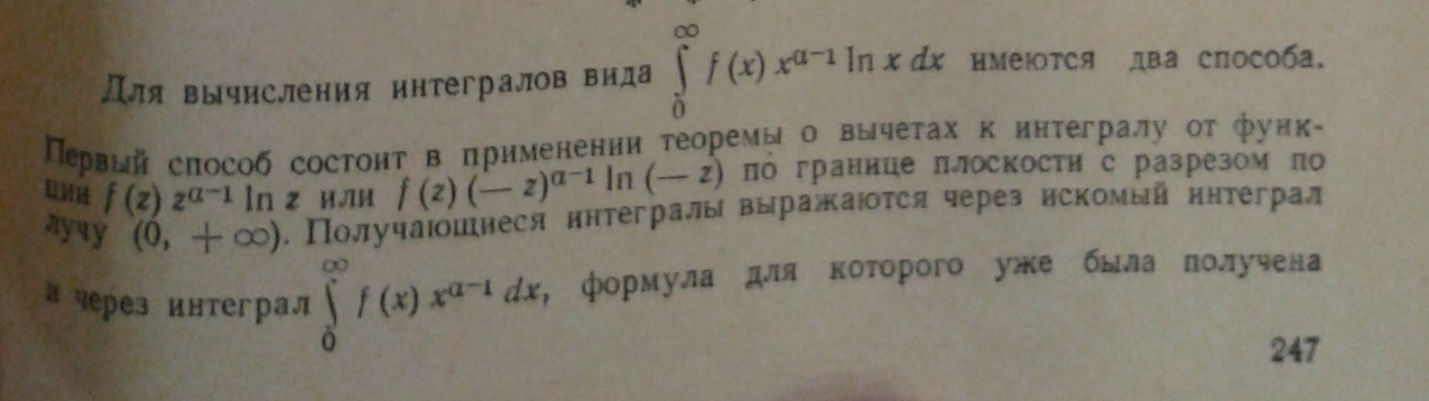 Для вычисления интегралов вида ∫₀^∞ f (x) x^{α−1} ln x dx имеются два способа.
Первый способ состоит в применении теоремы о вычетах к интегралу от функ-
ции f (z) z^{α−1} ln z или f (z) (— z)^{α−1} ln (— z) по границе плоскости с разрезом по
лучу (0, +∞). Получающиеся интегралы выражаются через искомый интеграл
и через интеграл ∫₀^∞ f (x) x^{α−1} dx, формула для которого уже была получена
247